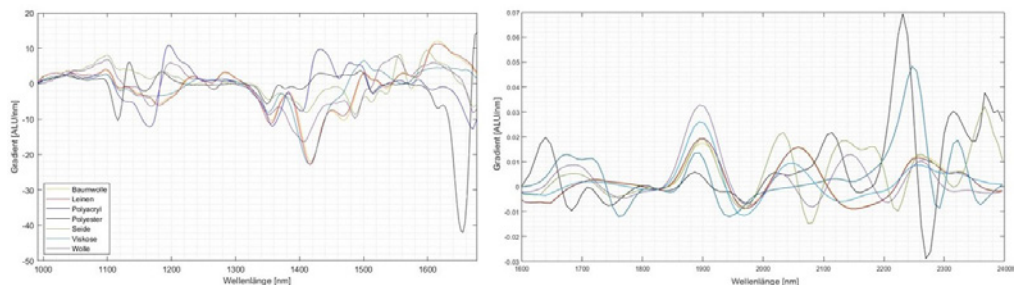 20
10
0
-10
-20
-30
-40
-50
Gradient [ALU/nm]
Baumwolle
Leinen
Polyacryl
Polyester
Seide
Viskose
Wolle
1000 1100 1200 1300 1400 1500 1600
Wellenlänge [nm]
0.07
0.06
0.05
0.04
0.03
0.02
0.01
0
-0.01
-0.02
-0.03
Gradient [ALU/nm]
1600 1700 1800 1900 2000 2100 2200 2300 2400
Wellenlänge [nm]